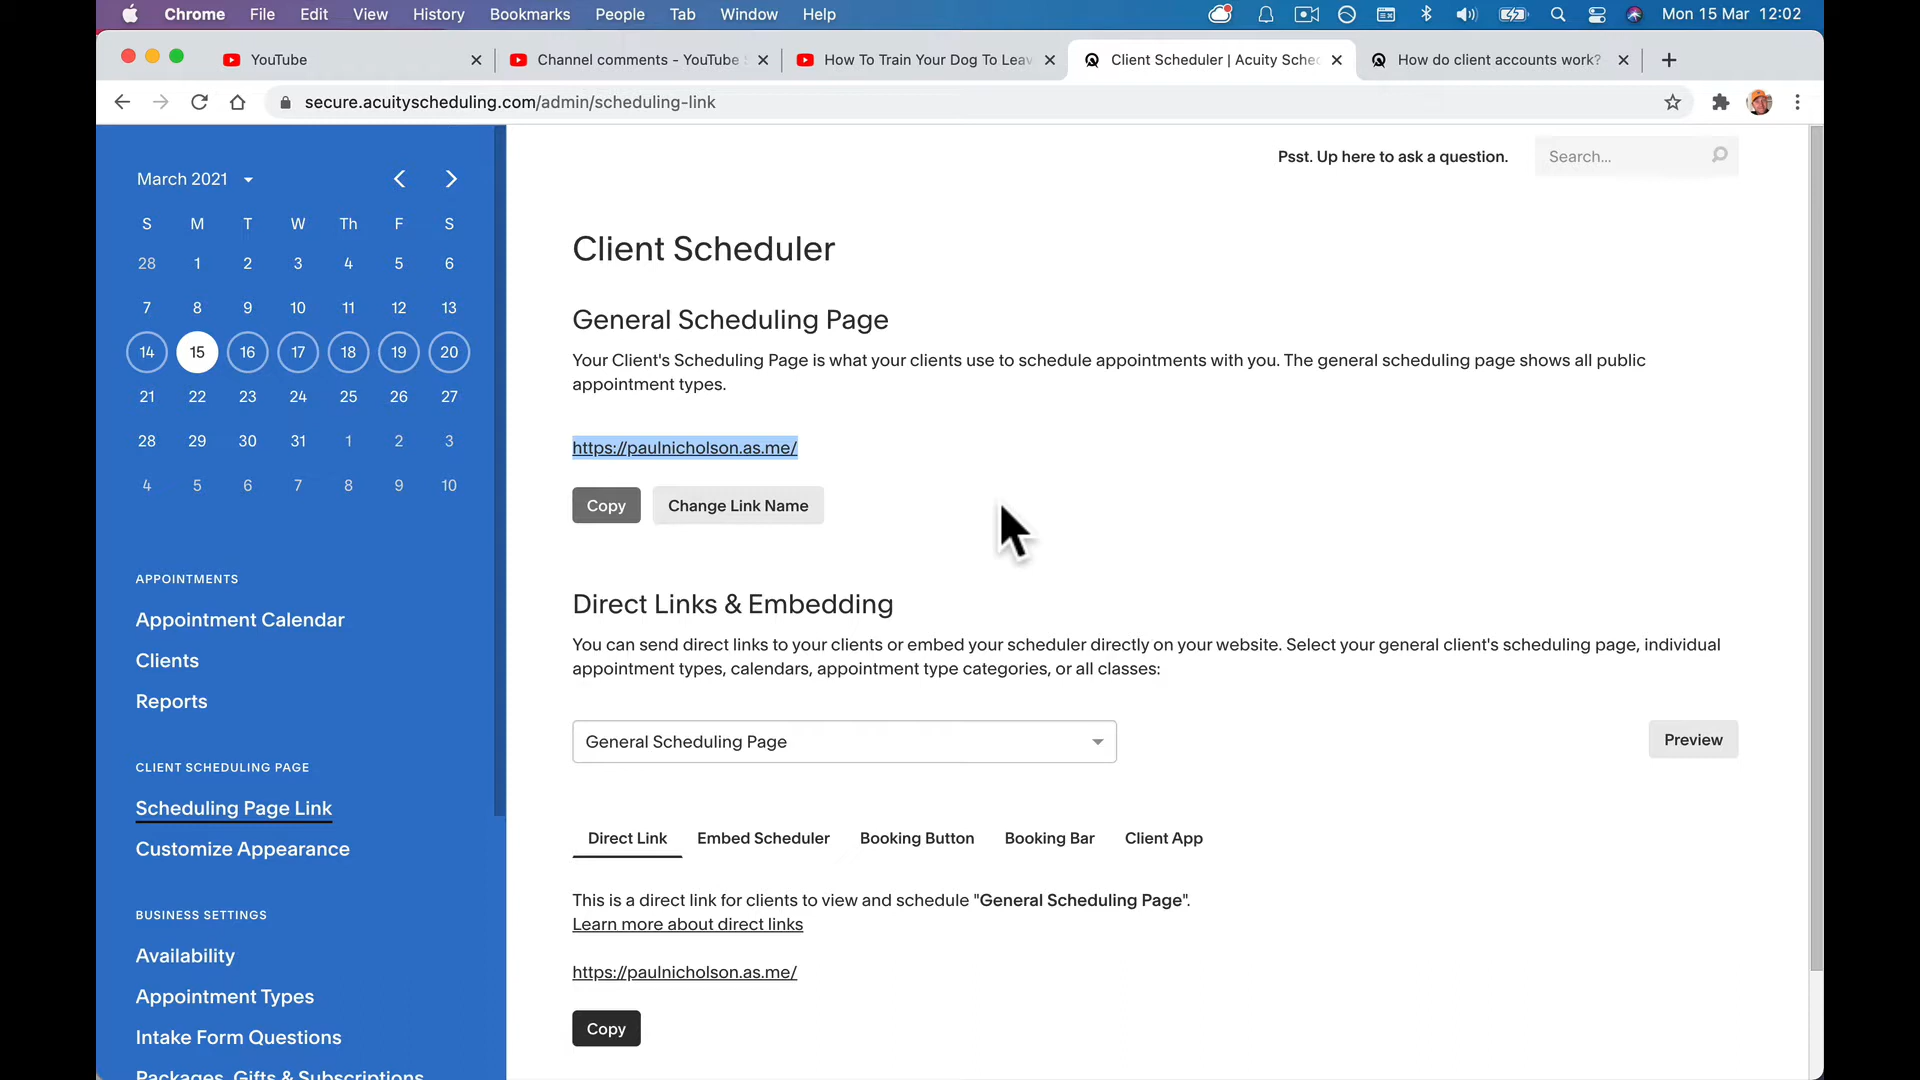 Chrome File Edit View History Bookmarks People Tab Window Help Mon 15 Mar 12:02
YouTube Channel comments - YouTube How To Train Your Dog To Leav Client Scheduler | Acuity Sche How do client accounts work?
secure.acuityscheduling.com/admin/scheduling-link
March 2021
S M T W Th F S
28 1 2 3 4 5 6
7 8 9 10 11 12 13
14 15 16 17 18 19 20
21 22 23 24 25 26 27
28 29 30 31 1 2 3
4 5 6 7 8 9 10
APPOINTMENTS
Appointment Calendar
Clients
Reports
CLIENT SCHEDULING PAGE
Scheduling Page Link
Customize Appearance
BUSINESS SETTINGS
Availability
Appointment Types
Intake Form Questions
Packages, Gifts & Subscriptions
Psst. Up here to ask a question. Search...
Client Scheduler
General Scheduling Page
Your Client's Scheduling Page is what your clients use to schedule appointments with you. The general scheduling page shows all public
appointment types.
https://paulnicholson.as.me/
Copy Change Link Name
Direct Links & Embedding
You can send direct links to your clients or embed your scheduler directly on your website. Select your general client's scheduling page, individual
appointment types, calendars, appointment type categories, or all classes:
General Scheduling Page Preview
Direct Link Embed Scheduler Booking Button Booking Bar Client App
This is a direct link for clients to view and schedule "General Scheduling Page".
Learn more about direct links
https://paulnicholson.as.me/
Copy